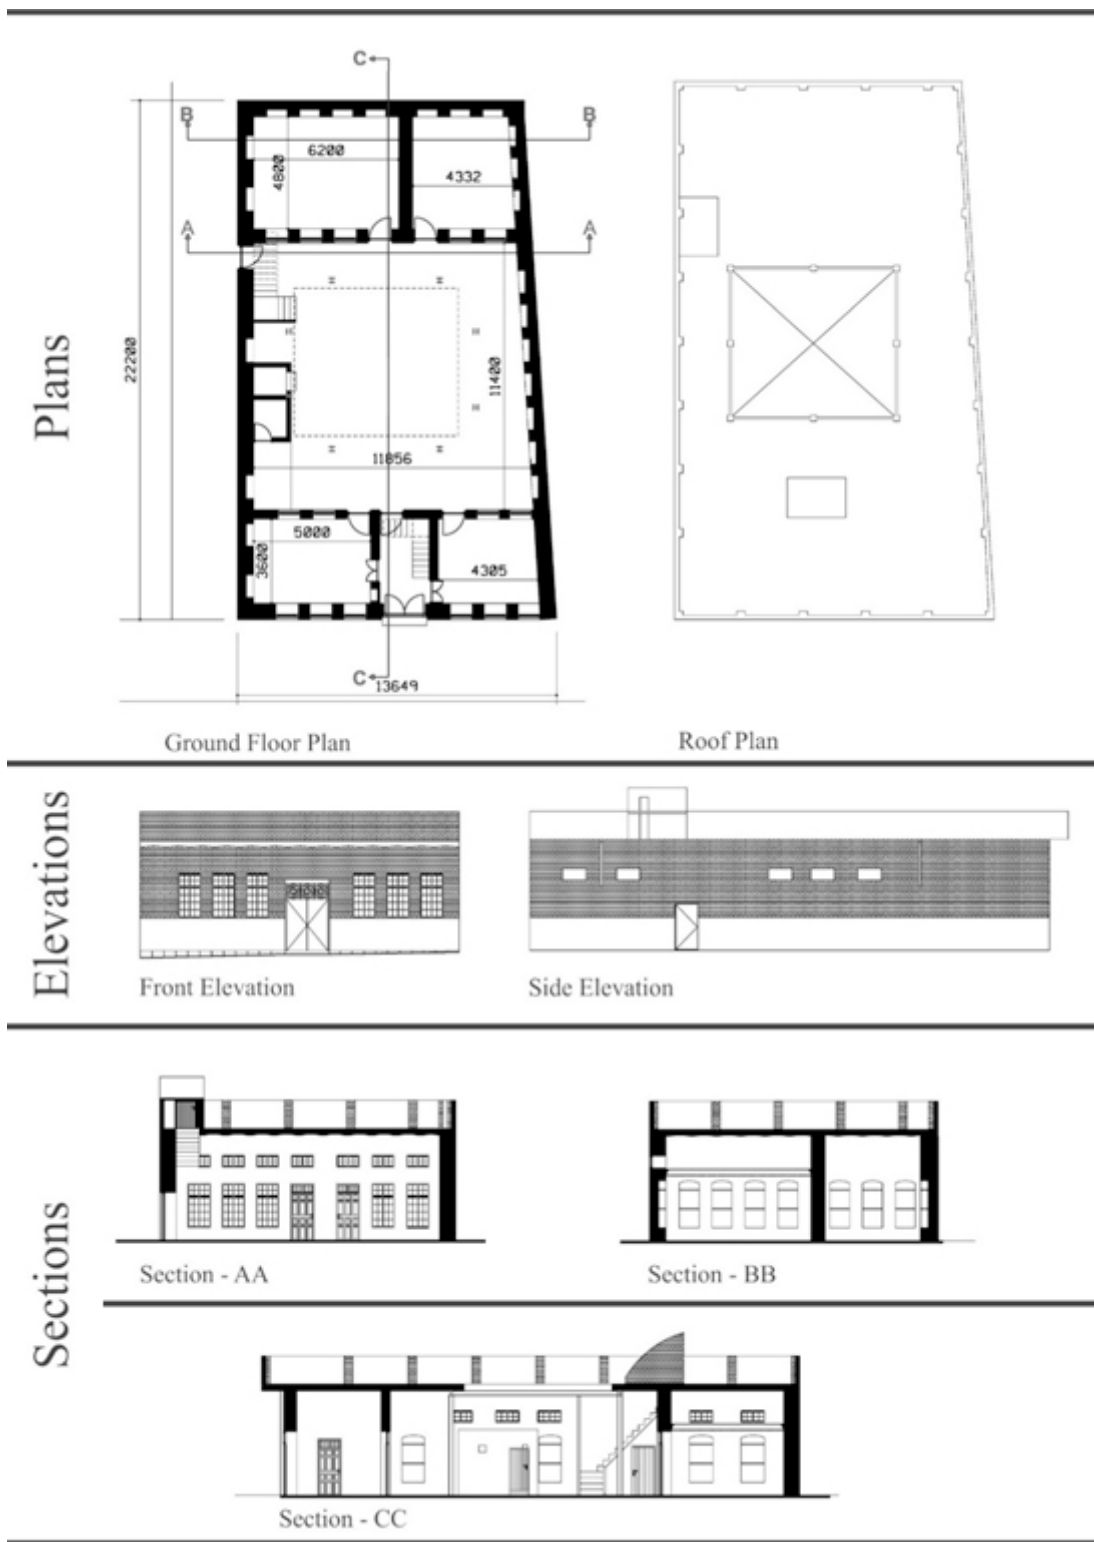 Plans
C
B
B
6200
4800
4332
A
A
22200
11400
11856
5000
3600
4305
C
13649
Ground Floor Plan
Roof Plan
Elevations
Front Elevation
Side Elevation
Sections
Section - AA
Section - BB
Section - CC